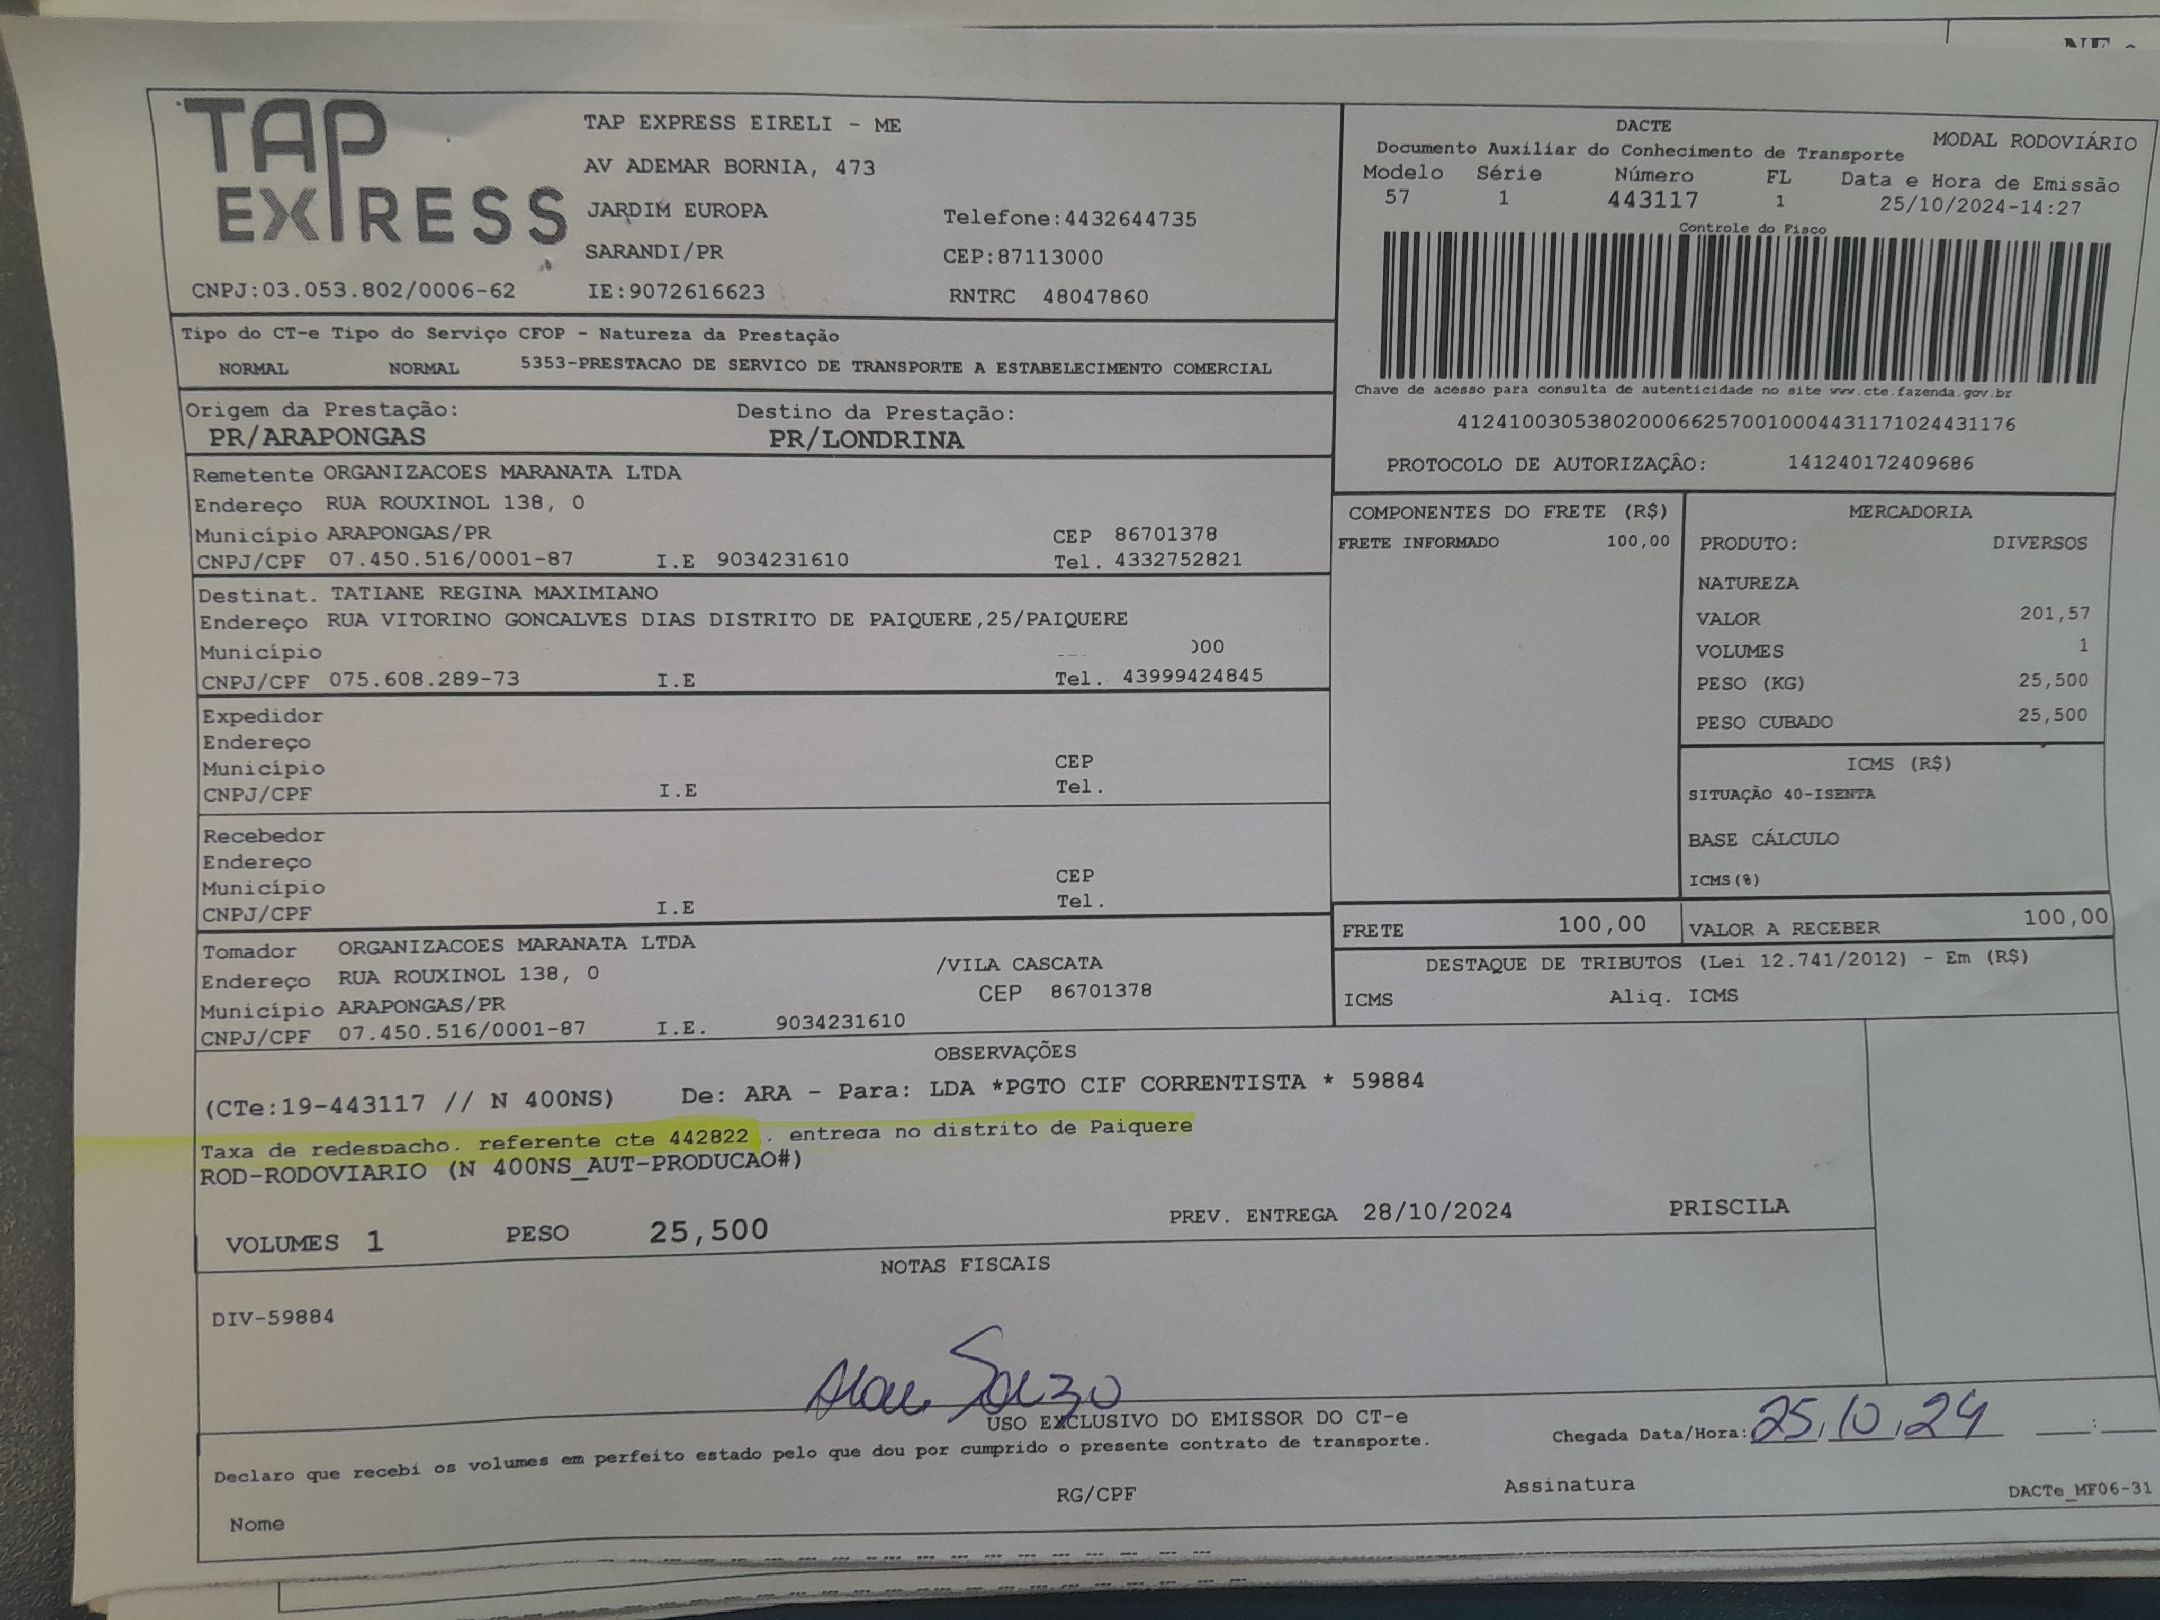 TAP
EXPRESS
TAP EXPRESS EIRELI - ME
AV ADEMAR BORNIA, 473
JARDIM EUROPA
Telefone:4432644735
SARANDI/PR
CEP:87113000
CNPJ:03.053.802/0006-62
IE:9072616623
RNTRC 48047860
DACTE
MODAL RODOVIÁRIO
Documento Auxiliar do Conhecimento de Transporte
Modelo Série Número FL Data e Hora de Emissão
57 1 443117 1 25/10/2024-14:27
Controle do Fisco
Chave de acesso para consulta de autenticidade no site www.cte.fazenda.gov.br
41241003053802000662570010004431171024431176
PROTOCOLO DE AUTORIZAÇÃO: 141240172409686
Tipo do CT-e Tipo do Serviço CFOP - Natureza da Prestação
NORMAL NORMAL 5353-PRESTACAO DE SERVICO DE TRANSPORTE A ESTABELECIMENTO COMERCIAL
Origem da Prestação: Destino da Prestação:
PR/ARAPONGAS PR/LONDRINA
Remetente ORGANIZACOES MARANATA LTDA
Endereço RUA ROUXINOL 138, 0
Município ARAPONGAS/PR CEP 86701378
CNPJ/CPF 07.450.516/0001-87 I.E 9034231610 Tel. 4332752821
Destinat. TATIANE REGINA MAXIMIANO
Endereço RUA VITORINO GONCALVES DIAS DISTRITO DE PAIQUERE,25/PAIQUERE
Município 000
CNPJ/CPF 075.608.289-73 I.E Tel. 43999424845
Expedidor
Endereço
Município CEP
CNPJ/CPF I.E Tel.
Recebedor
Endereço
Município CEP
CNPJ/CPF I.E Tel.
Tomador ORGANIZACOES MARANATA LTDA
Endereço RUA ROUXINOL 138, 0 /VILA CASCATA
Município ARAPONGAS/PR CEP 86701378
CNPJ/CPF 07.450.516/0001-87 I.E. 9034231610
COMPONENTES DO FRETE (R$)
FRETE INFORMADO 100,00
MERCADORIA
PRODUTO: DIVERSOS
NATUREZA
VALOR 201,57
VOLUMES 1
PESO (KG) 25,500
PESO CUBADO 25,500
ICMS (R$)
SITUAÇÃO 40-ISENTA
BASE CÁLCULO
ICMS(%)
FRETE 100,00
VALOR A RECEBER 100,00
DESTAQUE DE TRIBUTOS (Lei 12.741/2012) - Em (R$)
ICMS Aliq. ICMS
OBSERVAÇÕES
(CTe:19-443117 // N 400NS) De: ARA - Para: LDA *PGTO CIF CORRENTISTA * 59884
Taxa de redespacho. referente cte 442822 . entrega no distrito de Paiquere
ROD-RODOVIARIO (N 400NS_AUT-PRODUCAO#)
VOLUMES 1 PESO 25,500 PREV. ENTREGA 28/10/2024 PRISCILA
NOTAS FISCAIS
DIV-59884
USO EXCLUSIVO DO EMISSOR DO CT-e
Declaro que recebi os volumes em perfeito estado pelo que dou por cumprido o presente contrato de transporte.
Chegada Data/Hora: 25/10/24 __:__
Nome RG/CPF Assinatura
DACTe_MF06-31